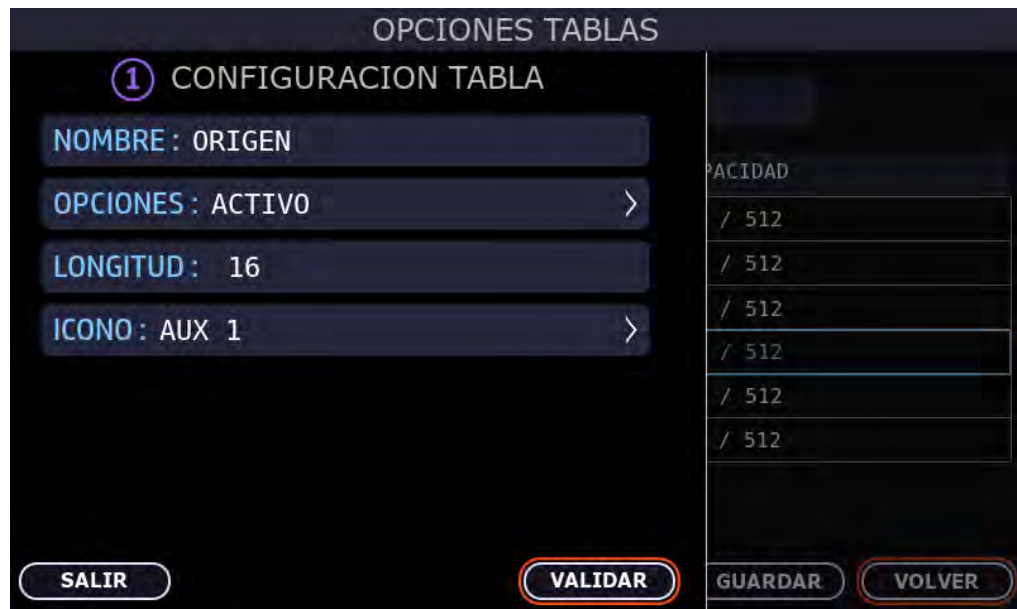 OPCIONES TABLAS
1 CONFIGURACION TABLA
NOMBRE: ORIGEN
OPCIONES: ACTIVO
LONGITUD: 16
ICONO: AUX 1
SALIR
VALIDAR
PACIDAD
/ 512
/ 512
/ 512
/ 512
/ 512
/ 512
GUARDAR
VOLVER